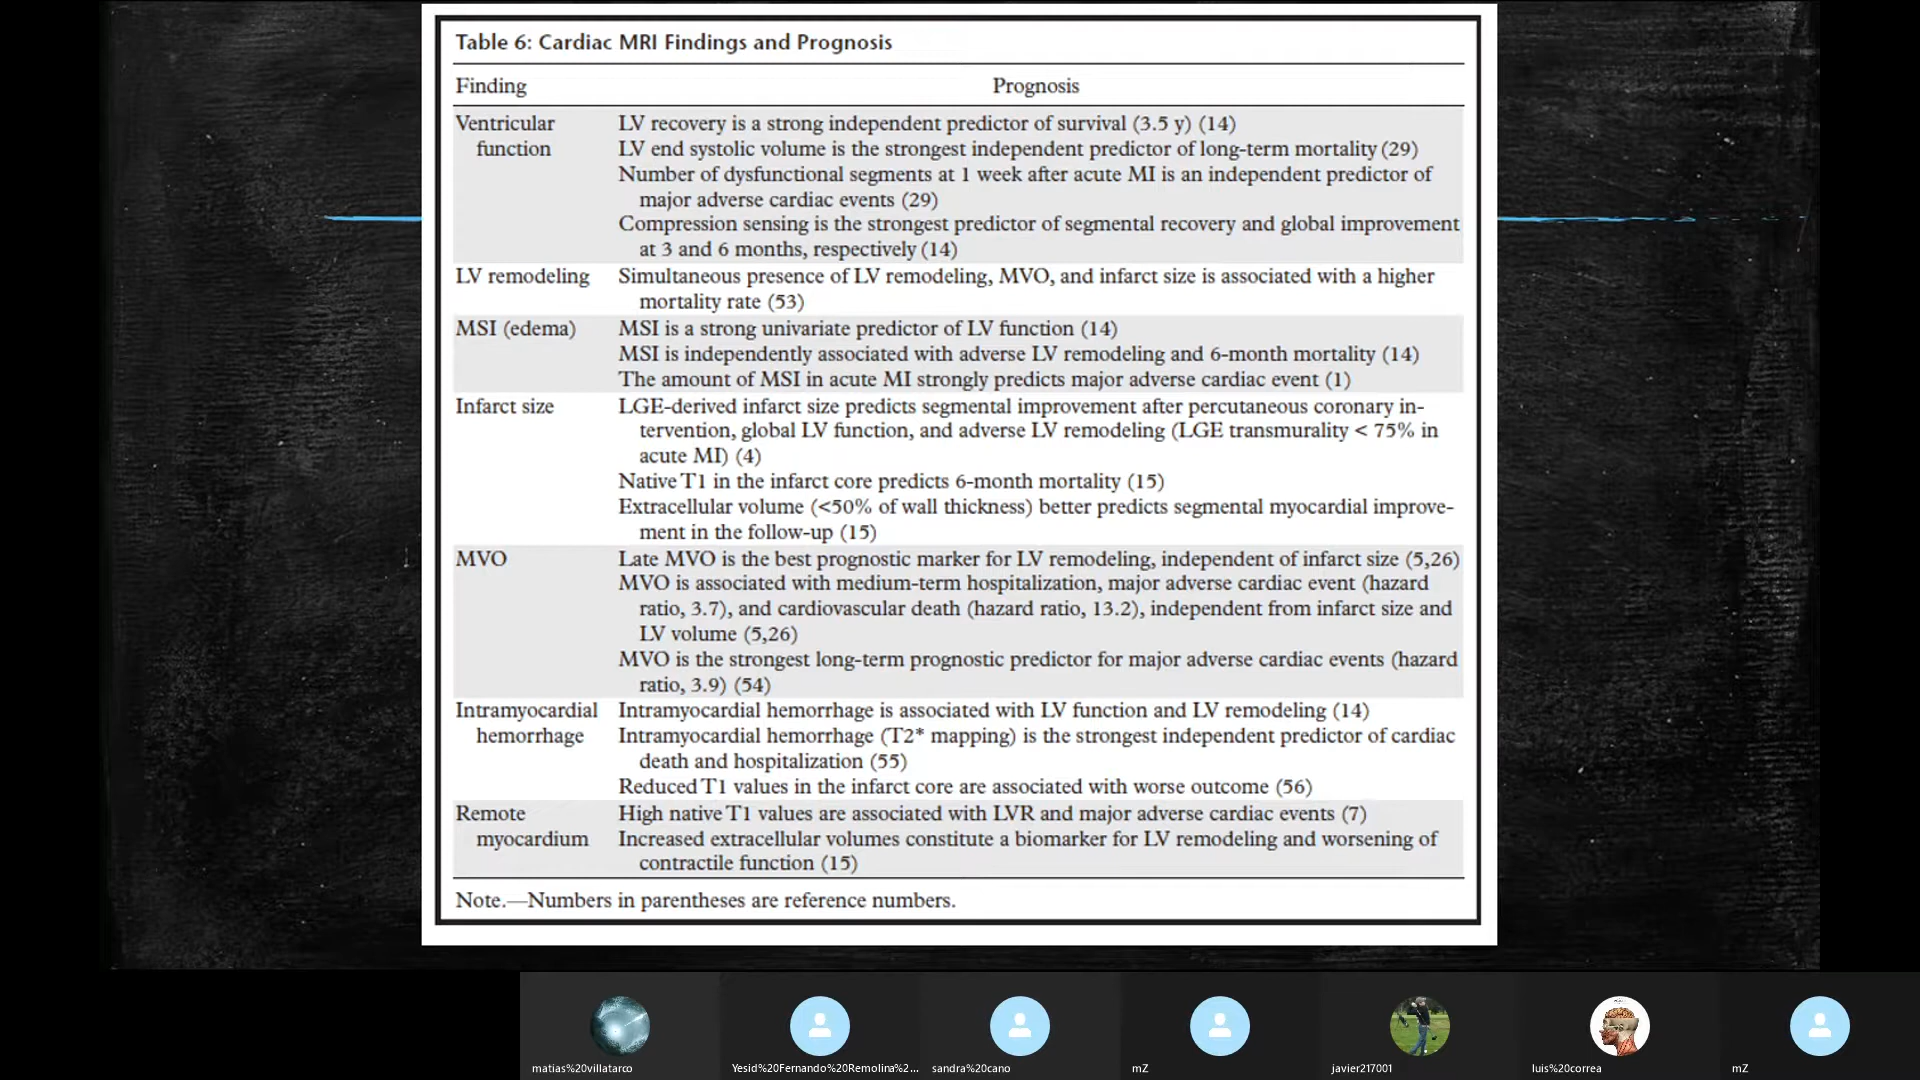 Table 6: Cardiac MRI Findings and Prognosis
Finding Prognosis
Ventricular function
LV recovery is a strong independent predictor of survival (3.5 y) (14)
LV end systolic volume is the strongest independent predictor of long-term mortality (29)
Number of dysfunctional segments at 1 week after acute MI is an independent predictor of
major adverse cardiac events (29)
Compression sensing is the strongest predictor of segmental recovery and global improvement
at 3 and 6 months, respectively (14)
LV remodeling
Simultaneous presence of LV remodeling, MVO, and infarct size is associated with a higher
mortality rate (53)
MSI (edema)
MSI is a strong univariate predictor of LV function (14)
MSI is independently associated with adverse LV remodeling and 6-month mortality (14)
The amount of MSI in acute MI strongly predicts major adverse cardiac event (1)
Infarct size
LGE-derived infarct size predicts segmental improvement after percutaneous coronary in-
tervention, global LV function, and adverse LV remodeling (LGE transmurality < 75% in
acute MI) (4)
Native T1 in the infarct core predicts 6-month mortality (15)
Extracellular volume (<50% of wall thickness) better predicts segmental myocardial improve-
ment in the follow-up (15)
MVO
Late MVO is the best prognostic marker for LV remodeling, independent of infarct size (5,26)
MVO is associated with medium-term hospitalization, major adverse cardiac event (hazard
ratio, 3.7), and cardiovascular death (hazard ratio, 13.2), independent from infarct size and
LV volume (5,26)
MVO is the strongest long-term prognostic predictor for major adverse cardiac events (hazard
ratio, 3.9) (54)
Intramyocardial hemorrhage
Intramyocardial hemorrhage is associated with LV function and LV remodeling (14)
Intramyocardial hemorrhage (T2* mapping) is the strongest independent predictor of cardiac
death and hospitalization (55)
Reduced T1 values in the infarct core are associated with worse outcome (56)
Remote myocardium
High native T1 values are associated with LVR and major adverse cardiac events (7)
Increased extracellular volumes constitute a biomarker for LV remodeling and worsening of
contractile function (15)
Note.—Numbers in parentheses are reference numbers.
matias%20villatarco
Yesid%20Fernando%20Remolina%2...
sandra%20cano
mZ
javier217001
luis%20correa
mZ